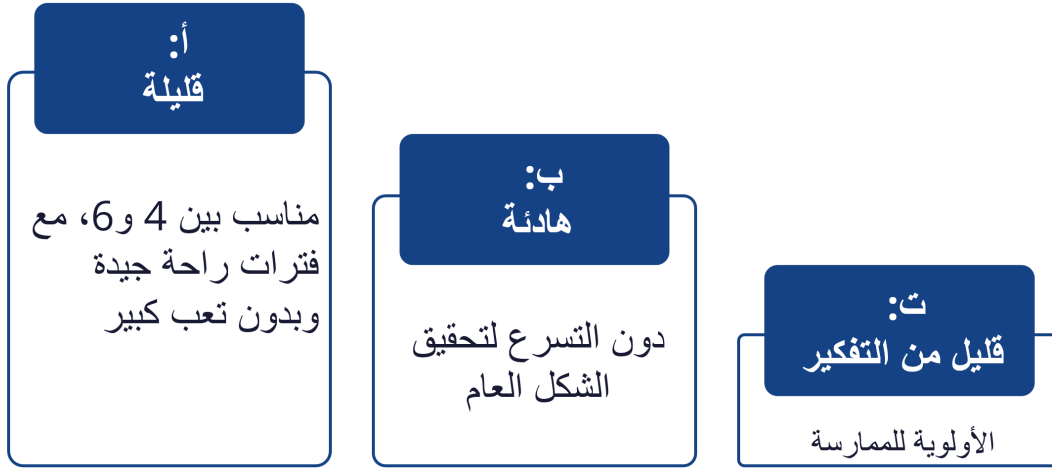 أ:
قليلة
مناسب بين 4 و6، مع
فترات راحة جيدة
وبدون تعب كبير
ب:
هادئة
دون التسرع لتحقيق
الشكل العام
ت:
قليل من التفكير
الأولوية للممارسة